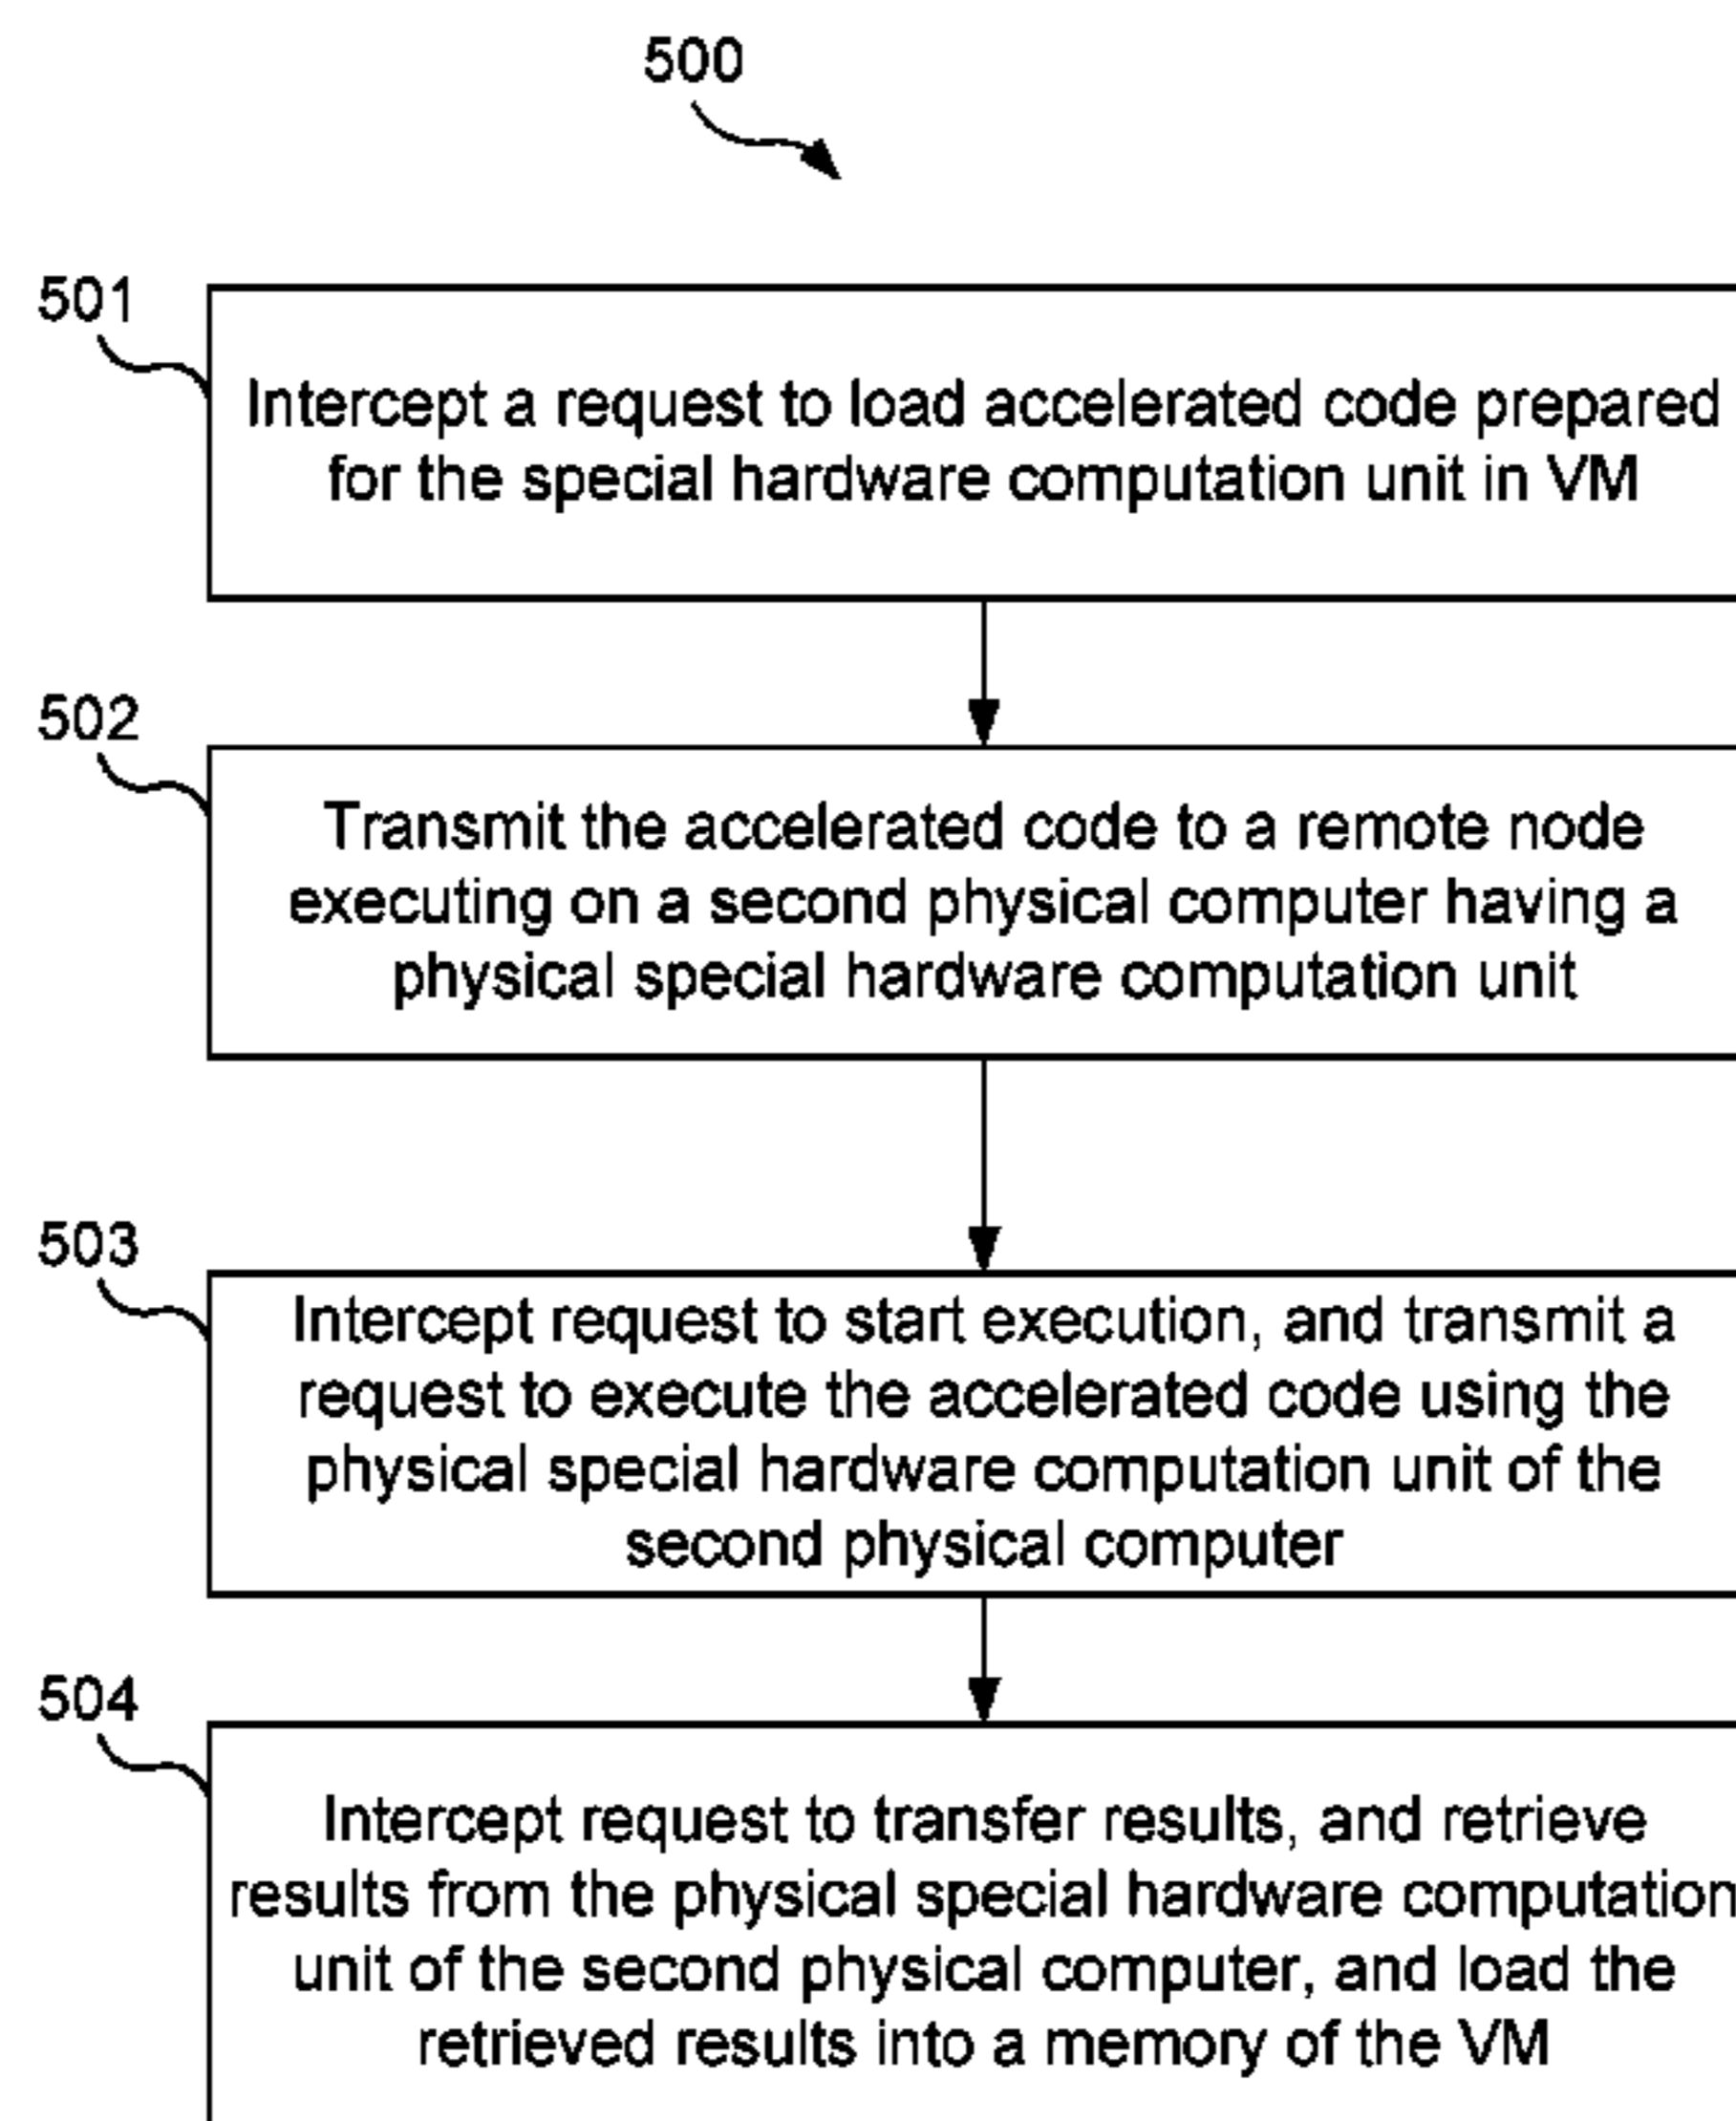 500
501
Intercept a request to load accelerated code prepared
for the special hardware computation unit in VM
502
Transmit the accelerated code to a remote node
executing on a second physical computer having a
physical special hardware computation unit
503
Intercept request to start execution, and transmit a
request to execute the accelerated code using the
physical special hardware computation unit of the
second physical computer
504
Intercept request to transfer results, and retrieve
results from the physical special hardware computation
unit of the second physical computer, and load the
retrieved results into a memory of the VM